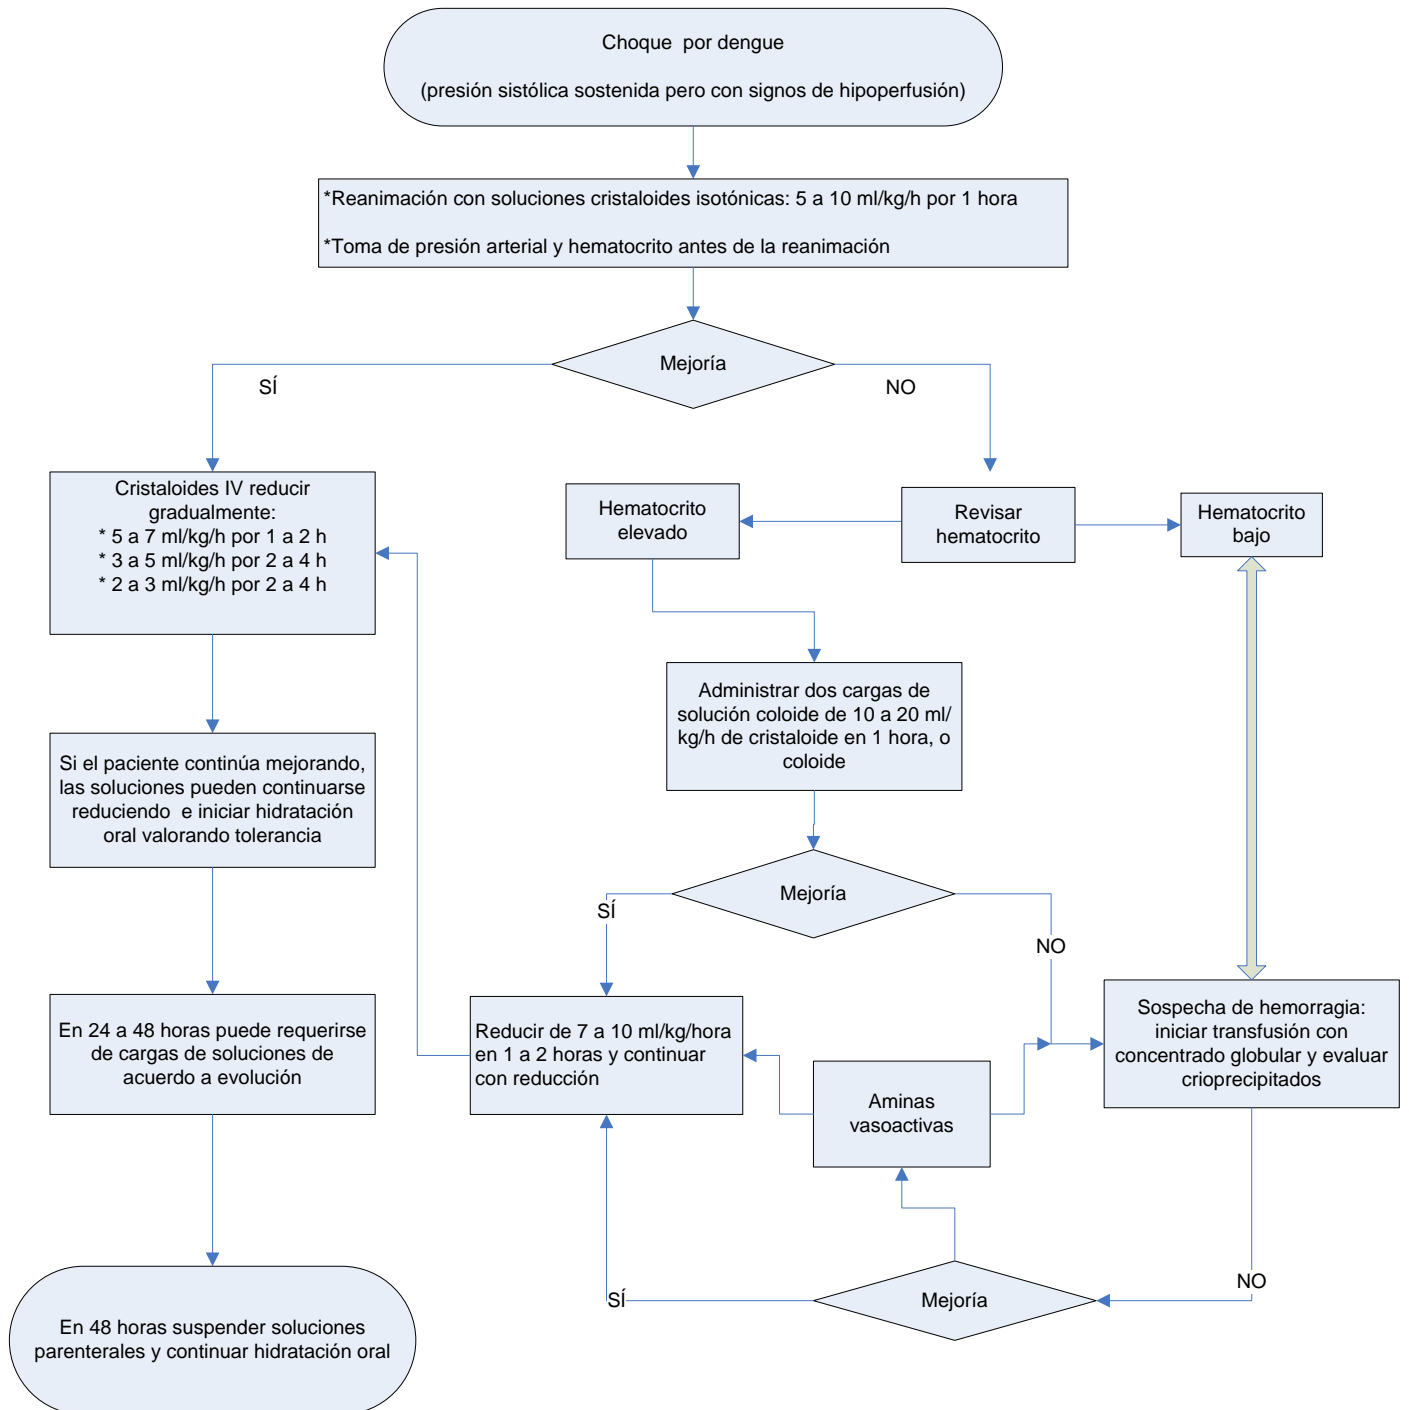 Choque  por dengue
(presión sistólica sostenida pero con signos de hipoperfusión)
*Reanimación con soluciones cristaloides isotónicas: 5 a 10 ml/kg/h por 1 hora
*Toma de presión arterial y hematocrito antes de la reanimación
Mejoría
SÍ
NO
Cristaloides IV reducir
gradualmente:
* 5 a 7 ml/kg/h por 1 a 2 h
* 3 a 5 ml/kg/h por 2 a 4 h
* 2 a 3 ml/kg/h por 2 a 4 h
Hematocrito
elevado
Revisar
hematocrito
Hematocrito
bajo
Administrar dos cargas de
solución coloide de 10 a 20 ml/
kg/h de cristaloide en 1 hora, o
coloide
Si el paciente continúa mejorando,
las soluciones pueden continuarse
reduciendo  e iniciar hidratación
oral valorando tolerancia
Mejoría
SÍ
NO
En 24 a 48 horas puede requerirse
de cargas de soluciones de
acuerdo a evolución
Reducir de 7 a 10 ml/kg/hora
en 1 a 2 horas y continuar
con reducción
Aminas
vasoactivas
Sospecha de hemorragia:
iniciar transfusión con
concentrado globular y evaluar
crioprecipitados
NO
Mejoría
SÍ
En 48 horas suspender soluciones
parenterales y continuar hidratación oral